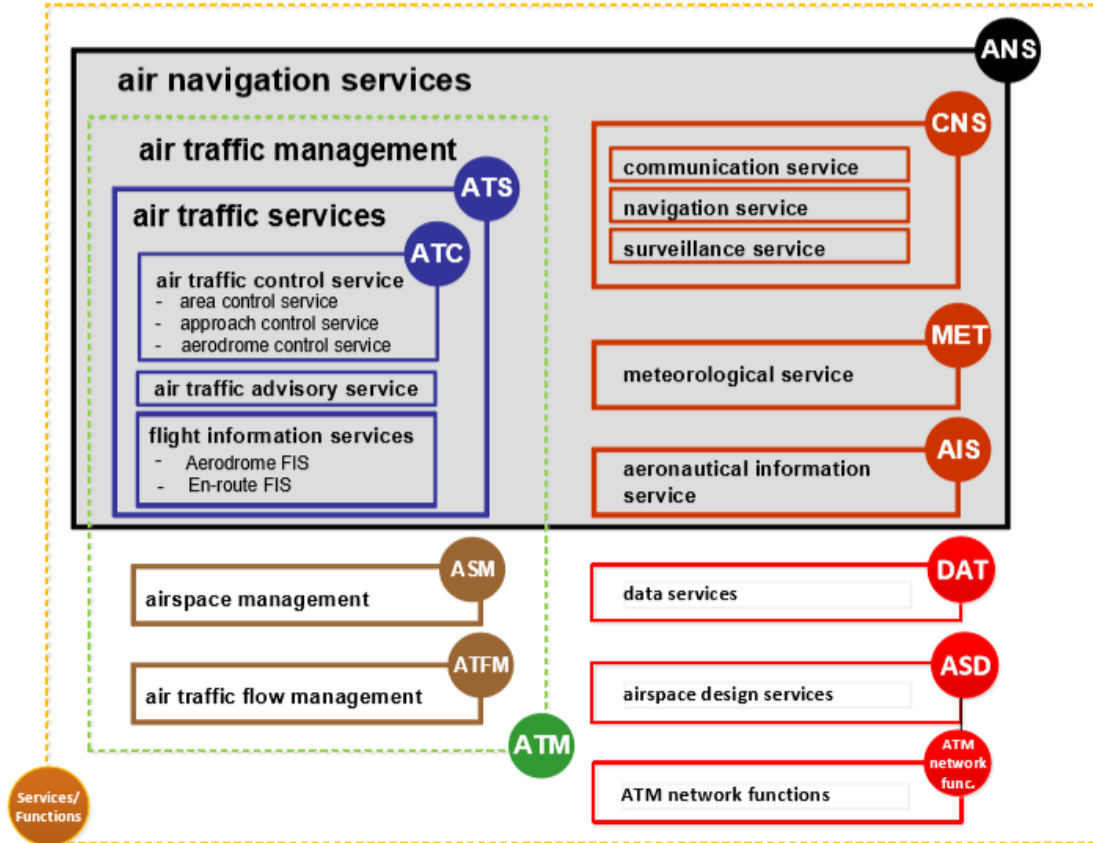 ANS
air navigation services
CNS
air traffic management
communication service
ATS
navigation service
air traffic services
surveillance service
ATC
air traffic control service
- area control service
- approach control service
- aerodrome control service
MET
meteorological service
air traffic advisory service
flight information services
- Aerodrome FIS
- En-route FIS
AIS
aeronautical information
service
ASM
airspace management
DAT
data services
ATFM
air traffic flow management
ASD
airspace design services
ATM
ATM
network
func.
ATM network functions
Services/
Functions